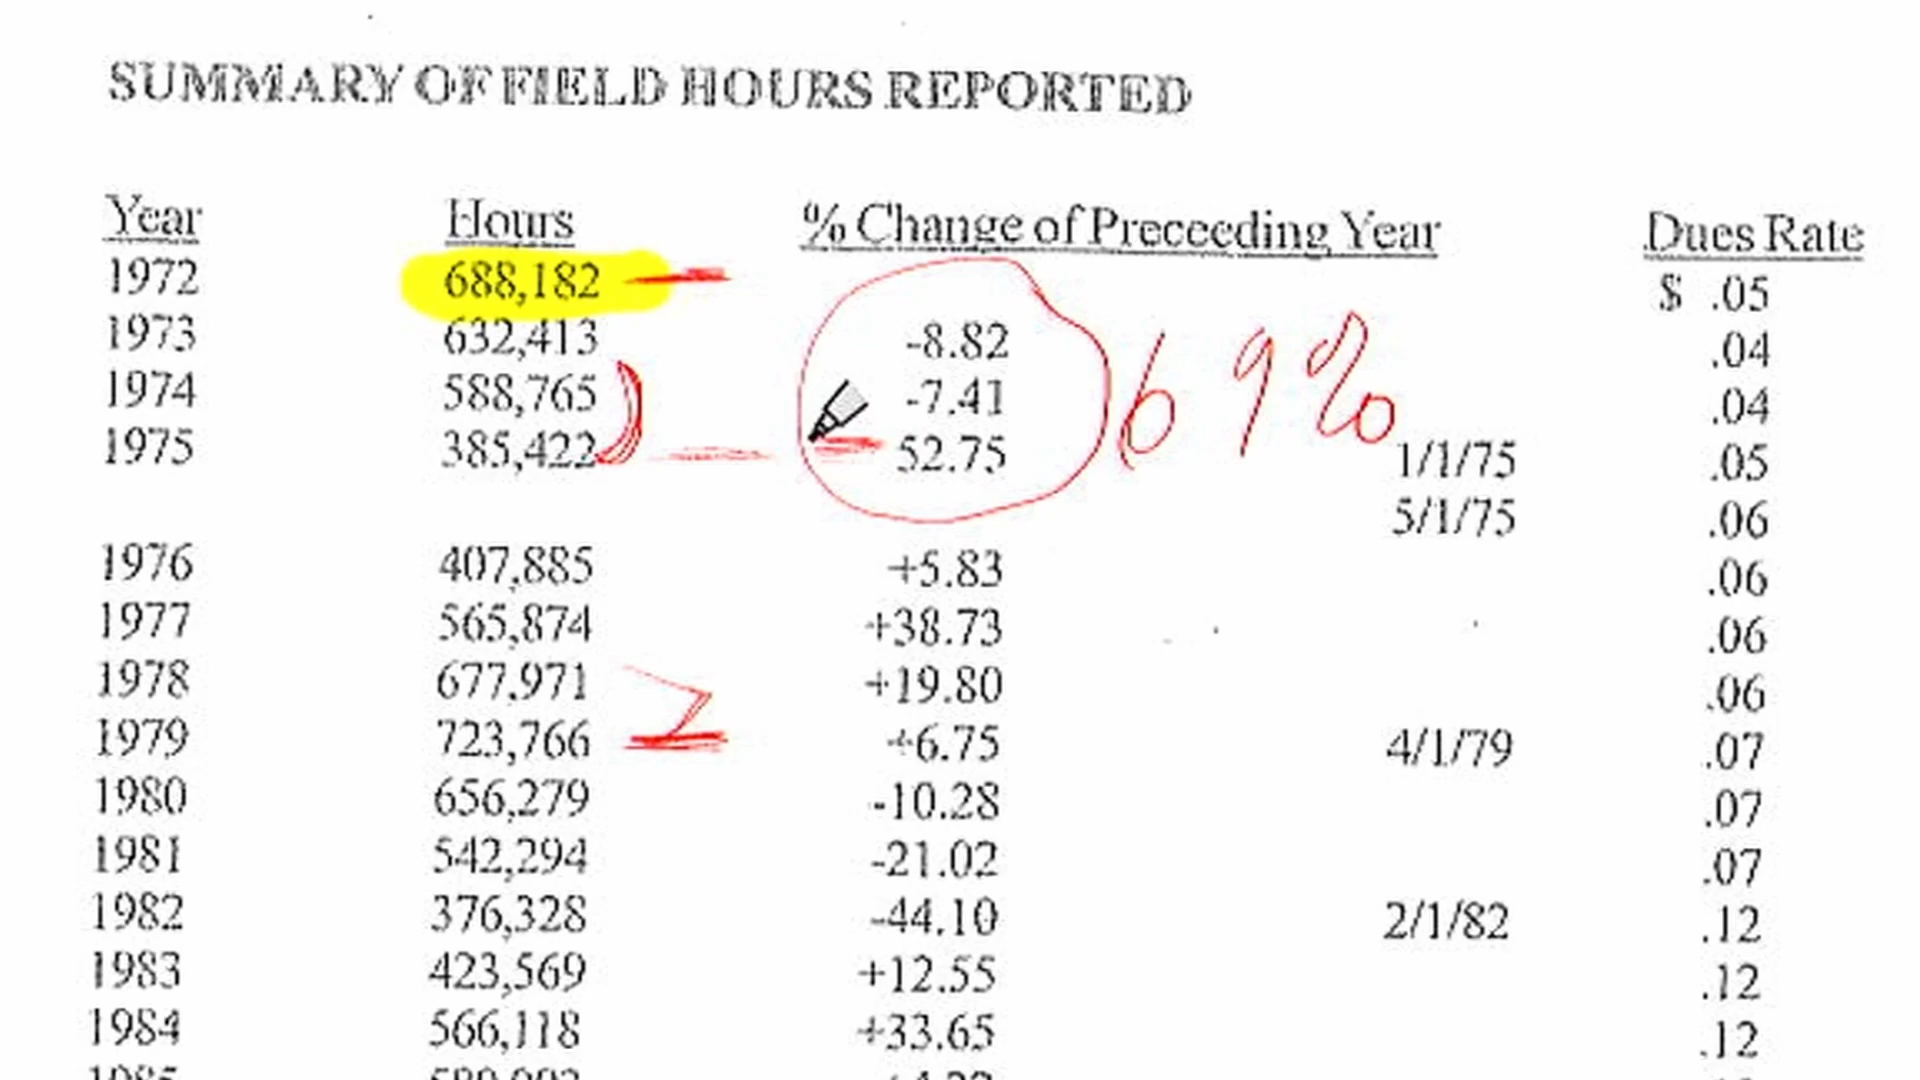 SUMMARY OF FIELD HOURS REPORTED
Year Hours % Change of Preceeding Year Dues Rate
1972 688,182 $ .05
1973 632,413 -8.82 .04
1974 588,765 -7.41 69% .04
1975 385,422 52.75 1/1/75 .05
5/1/75 .06
1976 407,885 +5.83 .06
1977 565,874 +38.73 .06
1978 677,971 +19.80 .06
1979 723,766 +6.75 4/1/79 .07
1980 656,279 -10.28 .07
1981 542,294 -21.02 .07
1982 376,328 -44.10 2/1/82 .12
1983 423,569 +12.55 .12
1984 566,118 +33.65 .12
1985